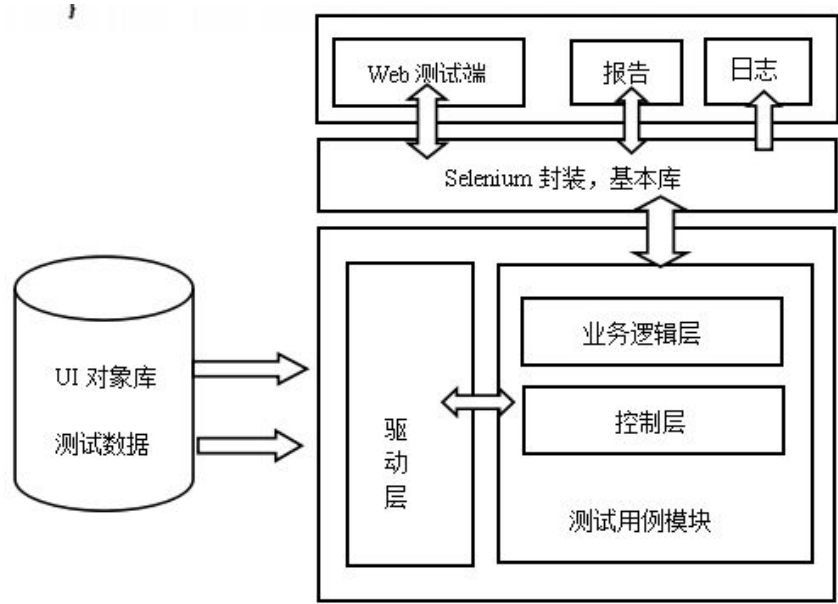 }
Web 测试端
报告
日志
Selenium 封装，基本库
UI 对象库
测试数据
驱
动
层
业务逻辑层
控制层
测试用例模块